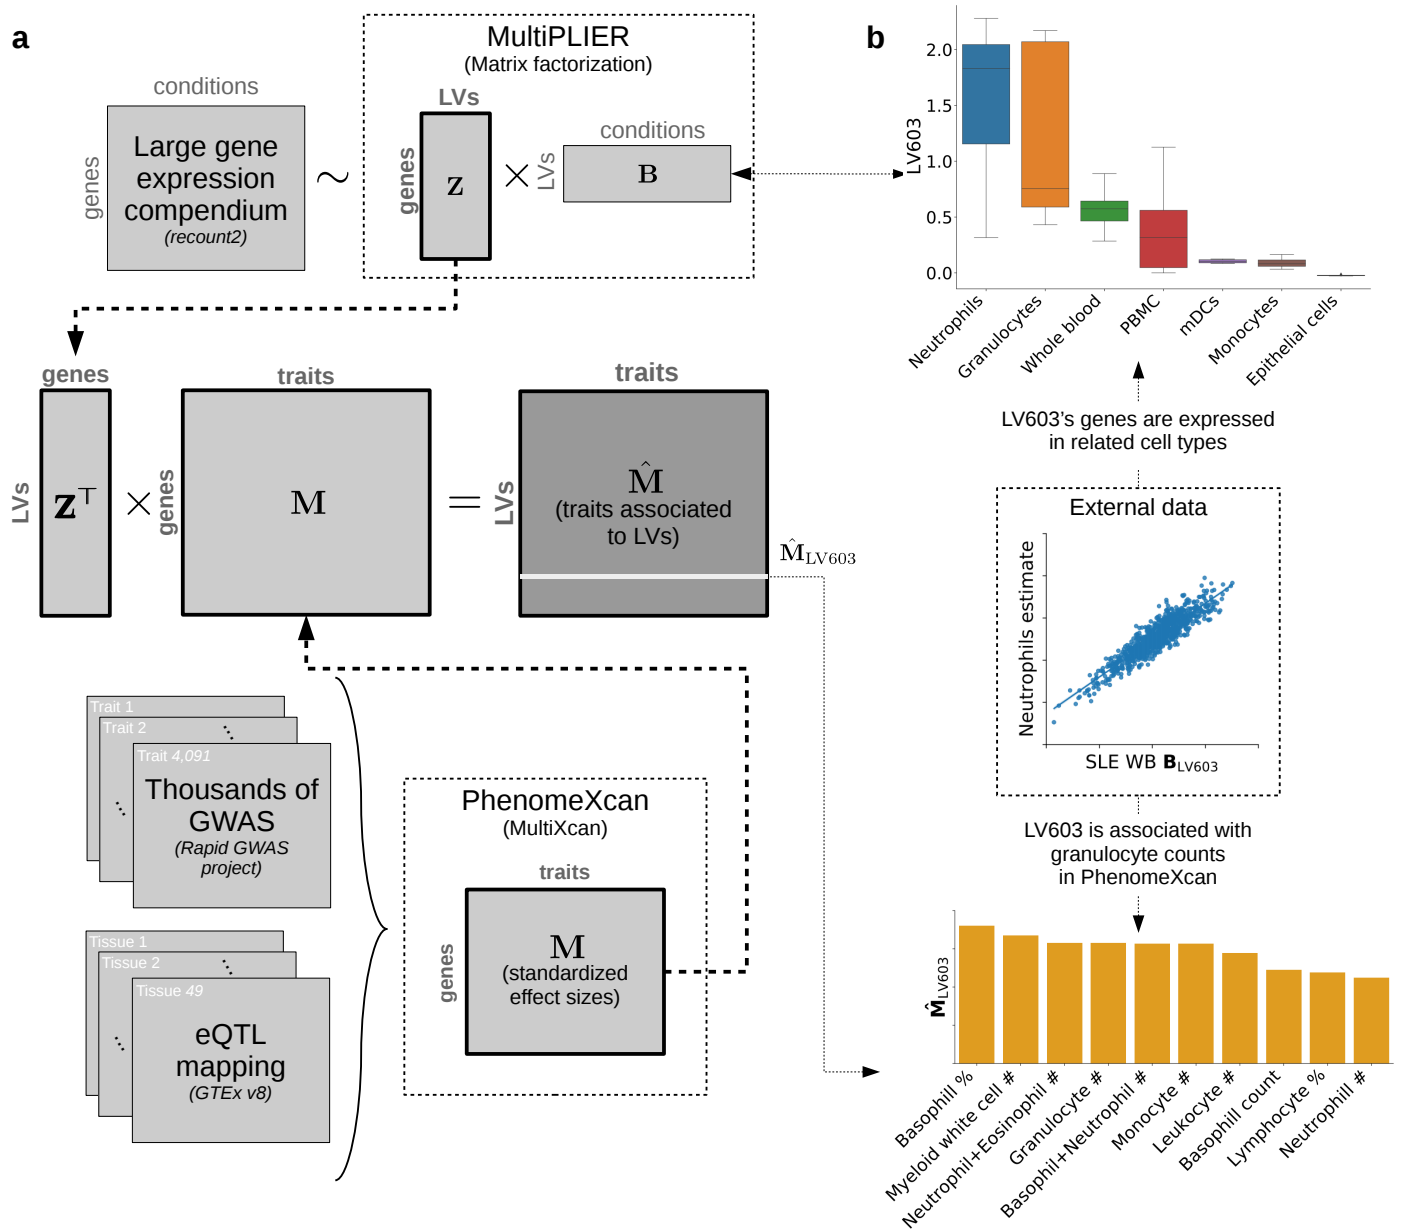 a
MultiPLIER
(Matrix factorization)
conditions
genes
Large gene
expression
compendium
(recount2)
∼
LVs
genes
Z
×
conditions
LVs
B
genes
LVs
Z⊤
×
traits
genes
M
=
traits
LVs
M̂
(traits associated
to LVs)
M̂LV603
Trait 1
Trait 2
Trait 4,091
Thousands of
GWAS
(Rapid GWAS
project)
Tissue 1
Tissue 2
Tissue 49
eQTL
mapping
(GTEx v8)
PhenomeXcan
(MultiXcan)
traits
genes
M
(standardized
effect sizes)
b
LV603
2.0
1.5
1.0
0.5
0.0
Neutrophils
Granulocytes
Whole blood
PBMC
mDCs
Monocytes
Epithelial cells
LV603's genes are expressed
in related cell types
External data
Neutrophils estimate
SLE WB BLV603
LV603 is associated with
granulocyte counts
in PhenomeXcan
M̂LV603
Basophill %
Myeloid white cell #
Neutrophil+Eosinophil #
Granulocyte #
Basophil+Neutrophil #
Monocyte #
Leukocyte #
Basophill count
Lymphocyte %
Neutrophill #